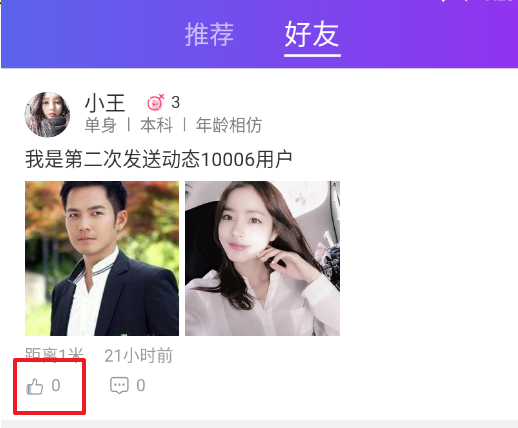 推荐 好友
小王 3
单身 | 本科 | 年龄相仿
我是第二次发送动态10006用户
距离1米 21小时前
0 0